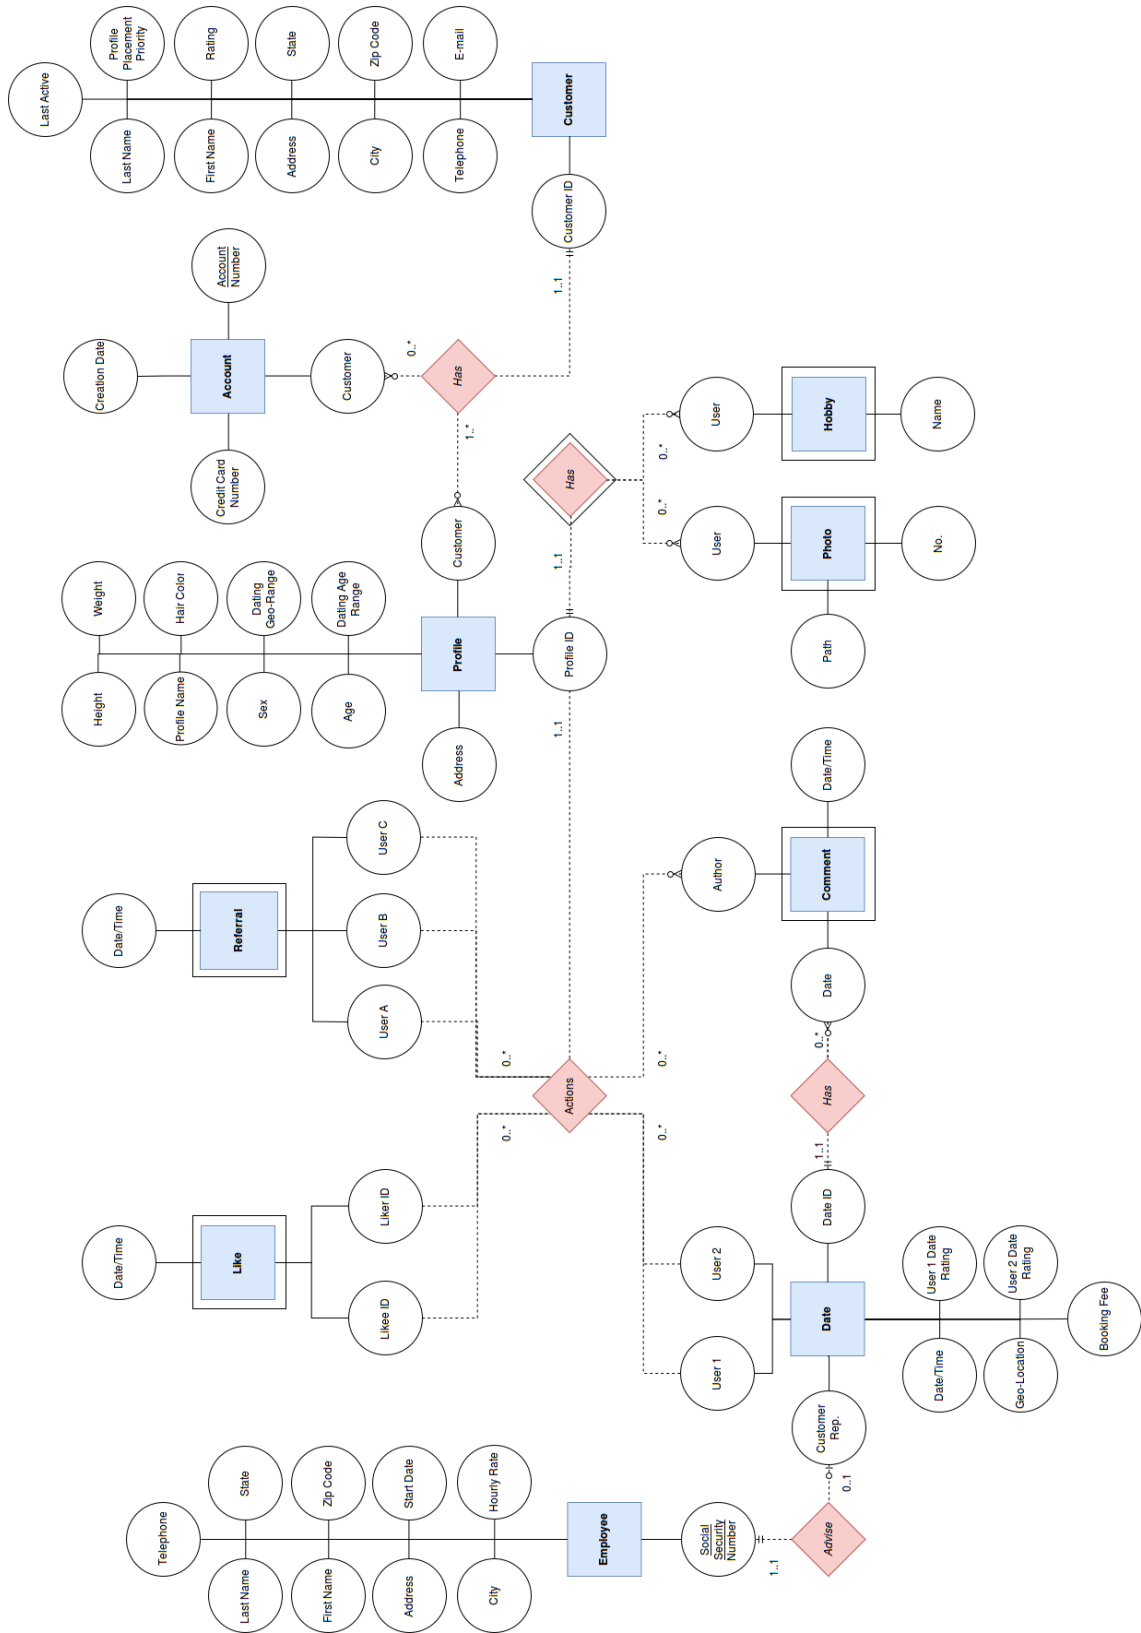 Telephone
Last Name
State
First Name
Zip Code
Address
Start Date
City
Hourly Rate
Employee
Social
Security
Number
1..1
Advise
0..1
Customer
Rep.
Date/Time
Like
Likee ID
Liker ID
0..*
Date/Time
Referral
User A
User B
User C
0..*
Actions
0..*
0..*
1..1
User 1
User 2
Date
Date ID
Date/Time
User 1 Date
Rating
Geo-Location
User 2 Date
Rating
Booking Fee
1..1
Has
0..*
Date
Author
Comment
Date/Time
Height
Weight
Profile Name
Hair Color
Sex
Dating
Geo-Range
Age
Dating Age
Range
Address
Profile
Customer
Profile ID
1..*
1..1
Has
0..*
0..*
User
User
Path
Photo
No.
Hobby
Name
Creation Date
Credit Card
Number
Account
Account
Number
Customer
0..*
Has
1..1
Last Active
Last Name
Profile
Placement
Priority
First Name
Rating
Address
State
City
Zip Code
Telephone
E-mail
Customer ID
Customer